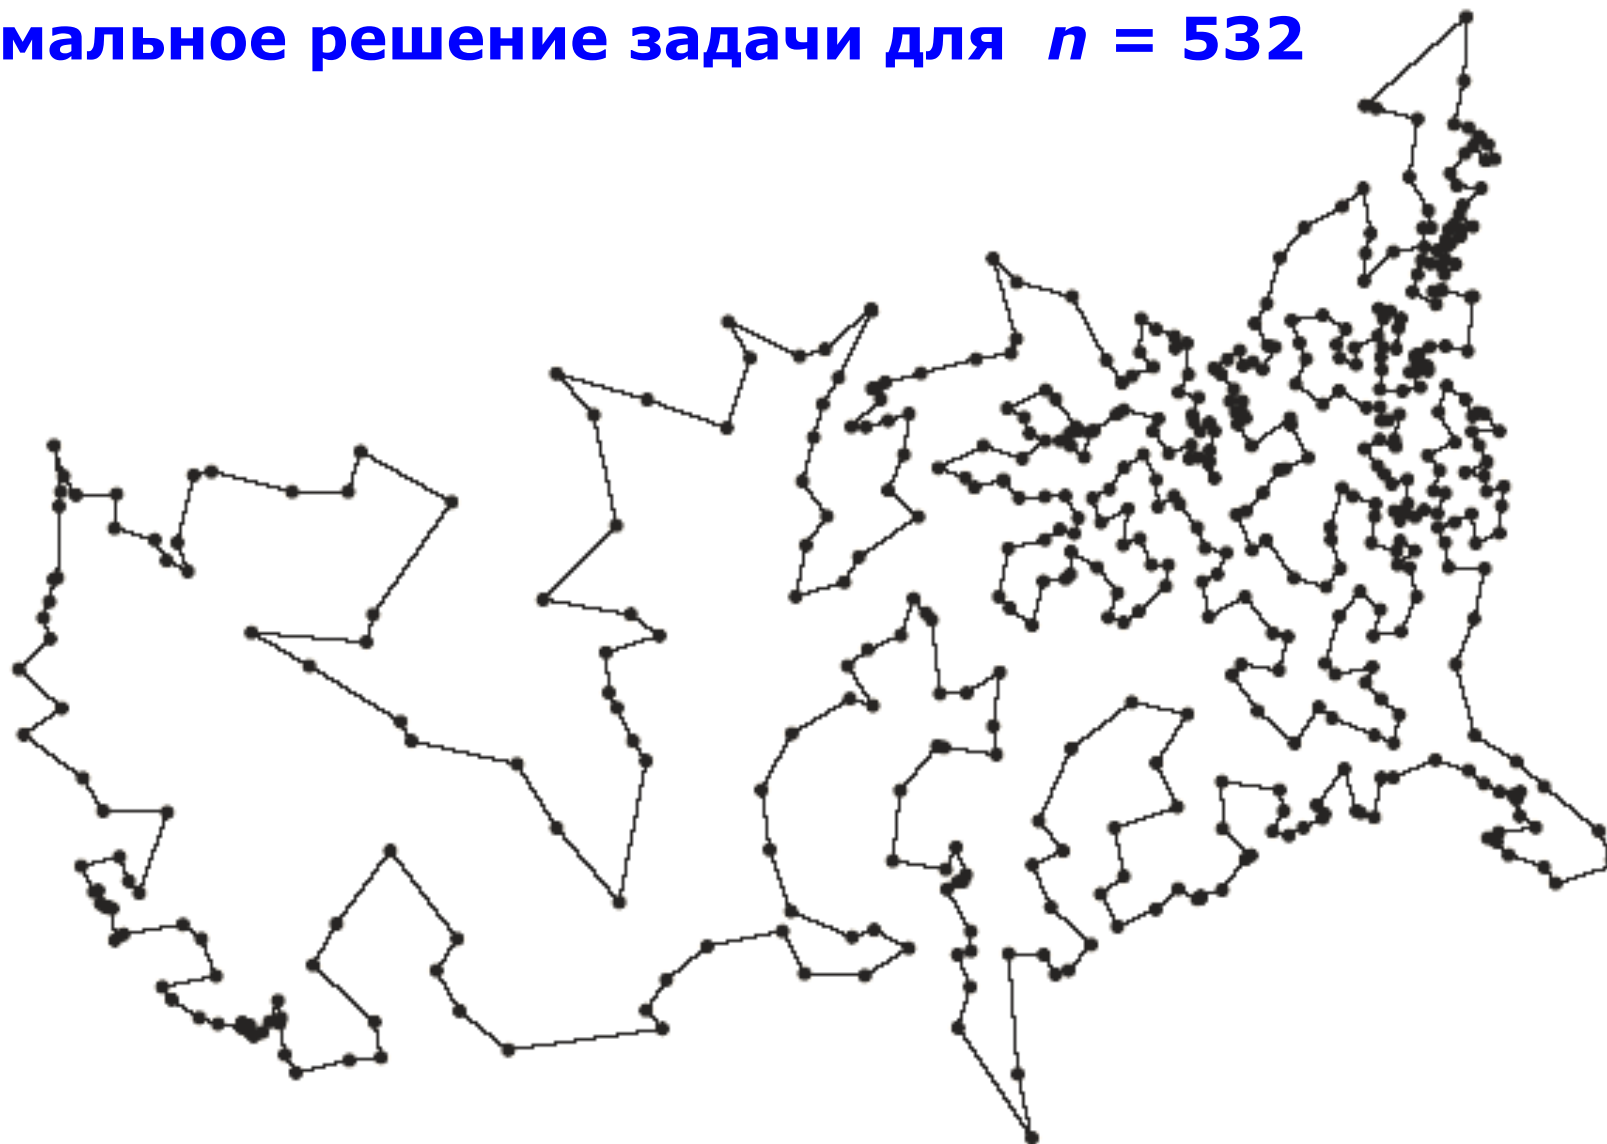 мальное решение задачи для n = 532